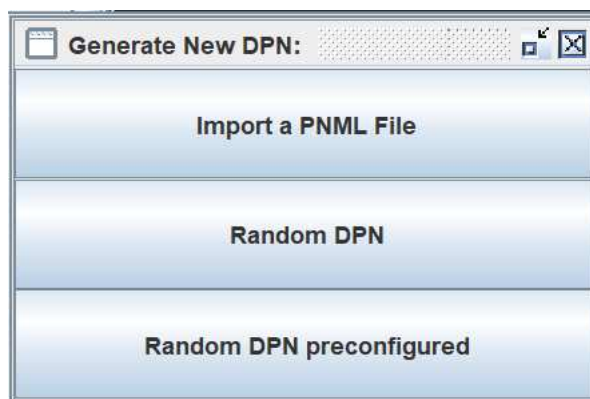 Generate New DPN:
Import a PNML File
Random DPN
Random DPN preconfigured